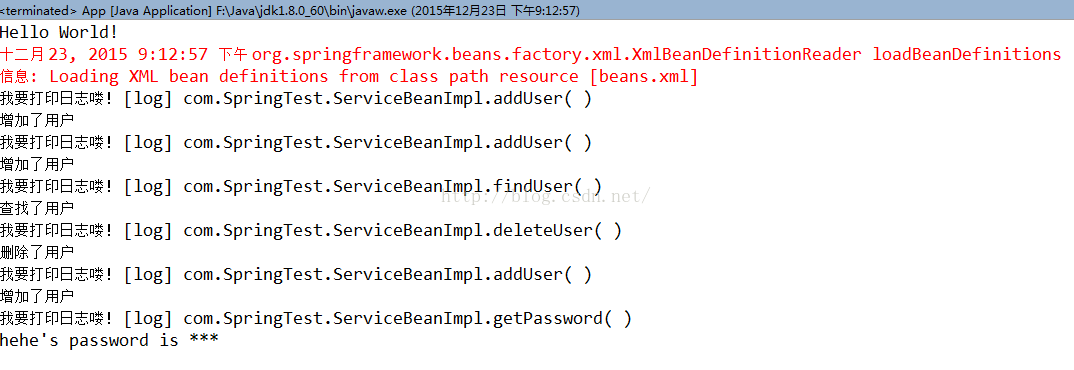 <terminated> App [Java Application] F:\Java\jdk1.8.0_60\bin\javaw.exe (2015年12月23日 下午9:12:57)
Hello World!
十二月 23, 2015 9:12:57 下午 org.springframework.beans.factory.xml.XmlBeanDefinitionReader loadBeanDefinitions
信息: Loading XML bean definitions from class path resource [beans.xml]
我要打印日志喽! [log] com.SpringTest.ServiceBeanImpl.addUser( )
增加了用户
我要打印日志喽! [log] com.SpringTest.ServiceBeanImpl.addUser( )
增加了用户
我要打印日志喽! [log] com.SpringTest.ServiceBeanImpl.findUser( )
http://blog.csdn.net/
查找了用户
我要打印日志喽! [log] com.SpringTest.ServiceBeanImpl.deleteUser( )
删除了用户
我要打印日志喽! [log] com.SpringTest.ServiceBeanImpl.addUser( )
增加了用户
我要打印日志喽! [log] com.SpringTest.ServiceBeanImpl.getPassword( )
hehe's password is ***